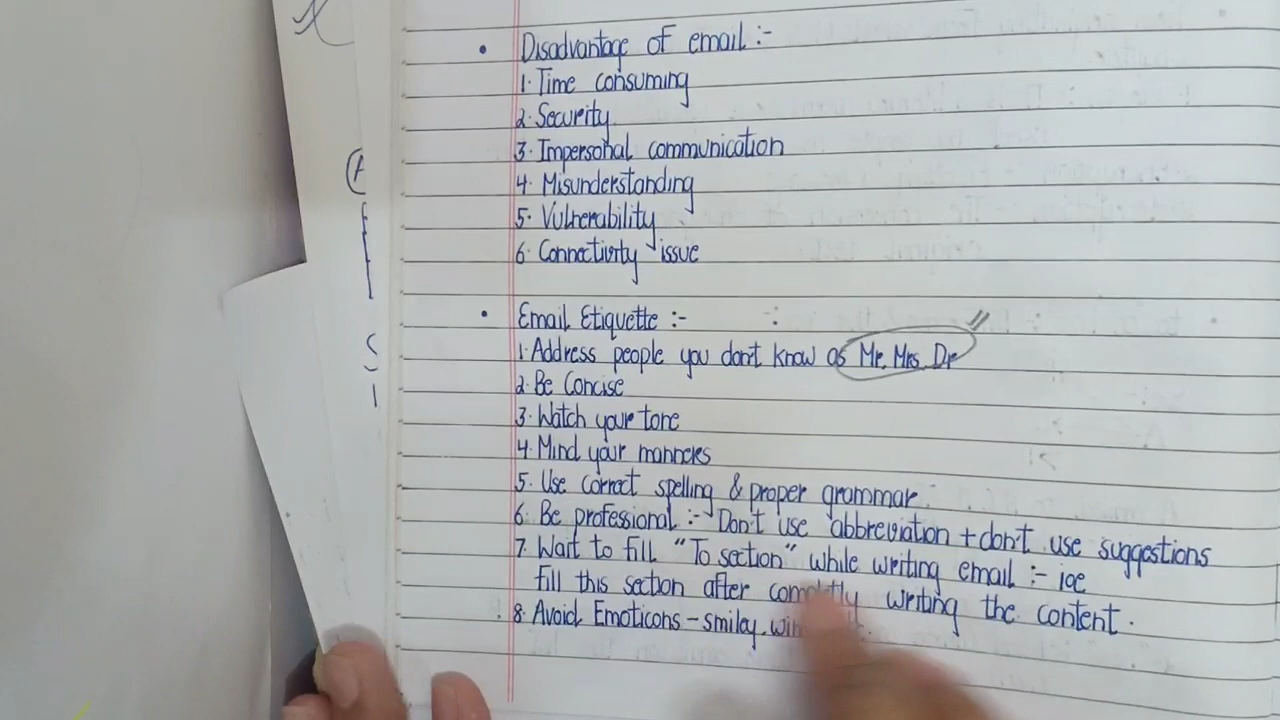 • Disadvantage of email :-
1. Time consuming
2. Security
3. Impersonal communication
4. Misunderstanding
5. Vulnerability
6. Connectivity issue
• Email Etiquette :-
1. Address people you don't know as Mr. Mrs. Dr
2. Be Concise
3. Watch your tone
4. Mind your manners
5. Use correct spelling & proper grammar
6. Be professional :- Don't use abbreviation + don't use suggestions
7. Wait to fill "To section" while writing email :- ie
fill this section after writing the content.
8. Avoid Emoticons - smiley,